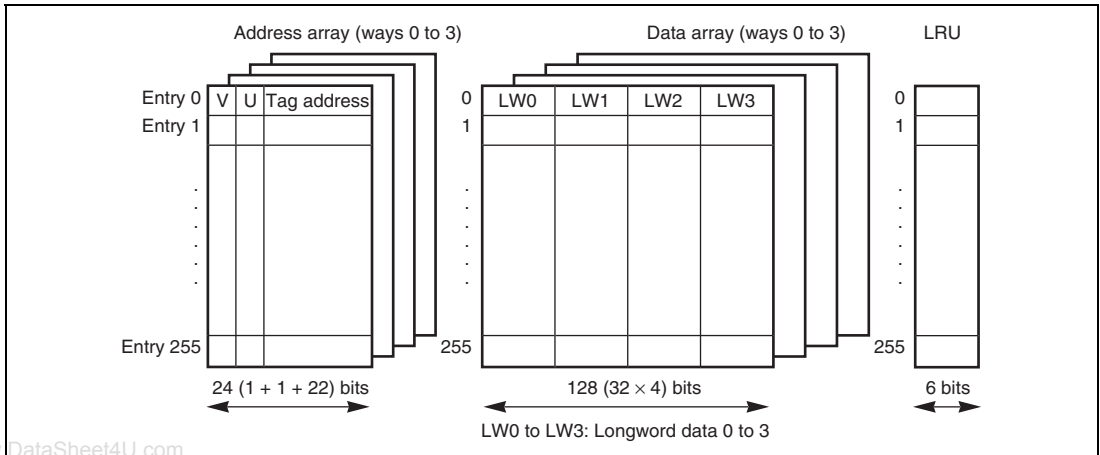 Address array (ways 0 to 3)
Data array (ways 0 to 3)
LRU
Entry 0
V
U
Tag address
Entry 1
.
.
.
.
.
.
Entry 255
24 (1 + 1 + 22) bits
0
LW0
LW1
LW2
LW3
1
.
.
.
.
.
.
255
128 (32 × 4) bits
LW0 to LW3: Longword data 0 to 3
0
1
.
.
.
.
.
.
255
6 bits
DataSheet4U.com